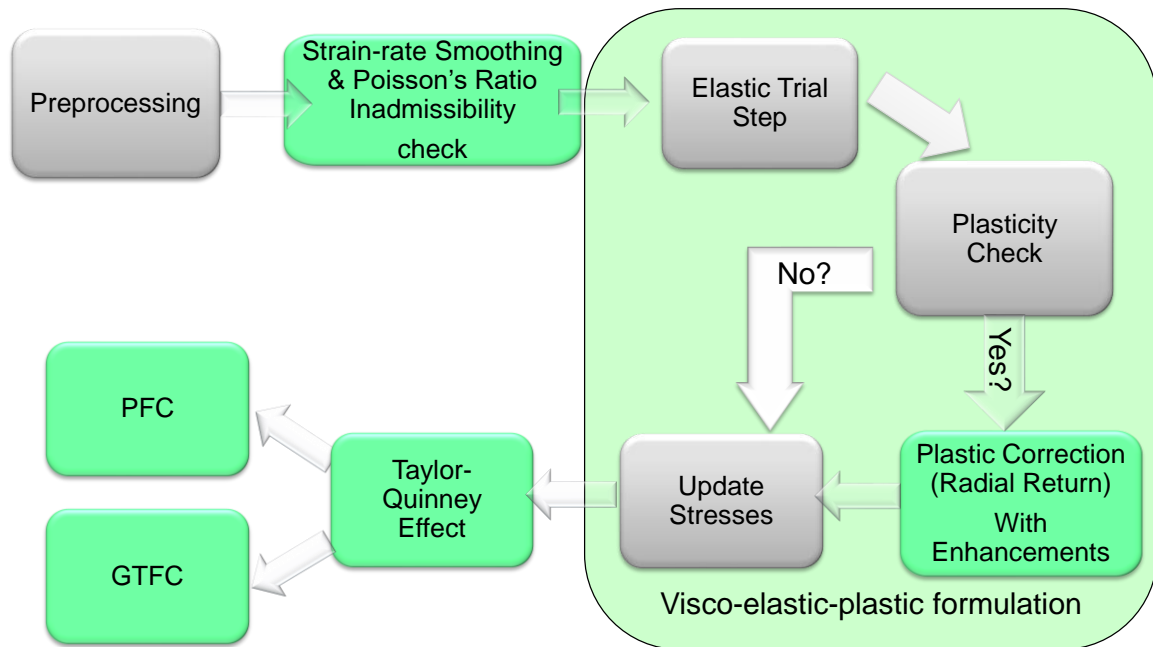 Preprocessing
Strain-rate Smoothing
& Poisson's Ratio
Inadmissibility
check
Elastic Trial
Step
Plasticity
Check
No?
Yes?
Plastic Correction
(Radial Return)
With
Enhancements
Update
Stresses
Taylor-
Quinney
Effect
PFC
GTFC
Visco-elastic-plastic formulation